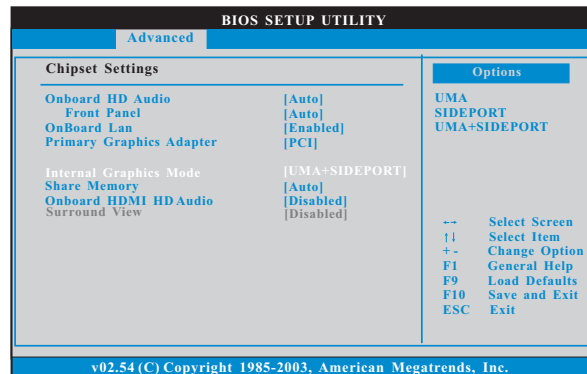 BIOS SETUP UTILITY
Advanced
Chipset Settings
Onboard HD Audio [Auto]
Front Panel [Auto]
OnBoard Lan [Enabled]
Primary Graphics Adapter [PCI]
Internal Graphics Mode [UMA+SIDEPORT]
Share Memory [Auto]
Onboard HDMI HD Audio [Disabled]
Surround View [Disabled]
Options
UMA
SIDEPORT
UMA+SIDEPORT
←→ Select Screen
↑↓ Select Item
+ - Change Option
F1 General Help
F9 Load Defaults
F10 Save and Exit
ESC Exit
v02.54 (C) Copyright 1985-2003, American Megatrends, Inc.